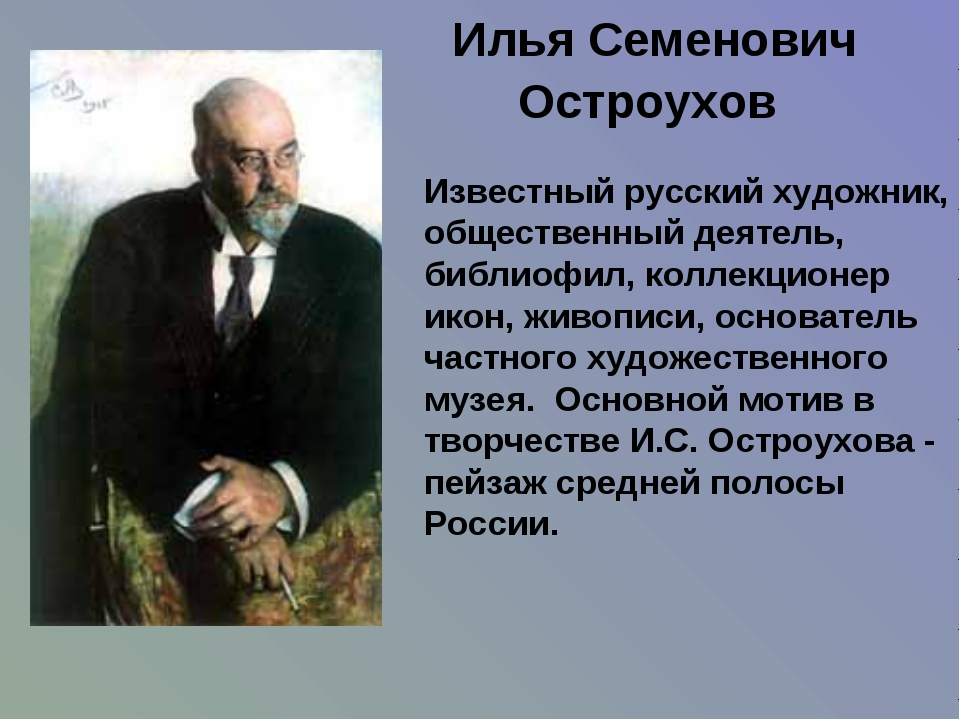 Илья Семенович
Остроухов
Известный русский художник,
общественный деятель,
библиофил, коллекционер
икон, живописи, основатель
частного художественного
музея.  Основной мотив в
творчестве И.С. Остроухова -
пейзаж средней полосы
России.